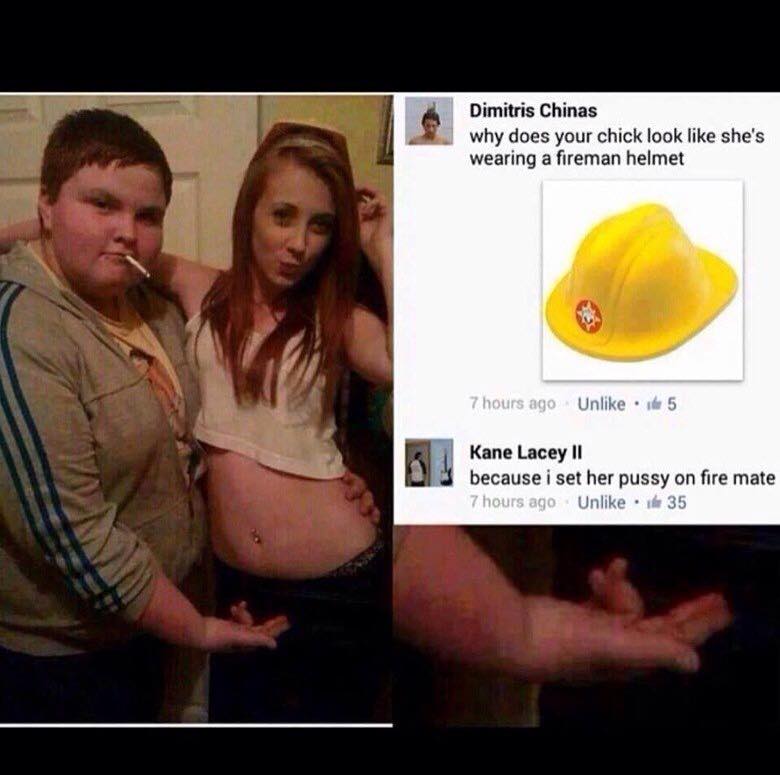 Dimitris Chinas
why does your chick look like she's
wearing a fireman helmet
7 hours ago · Unlike · 5
Kane Lacey II
because i set her pussy on fire mate
7 hours ago · Unlike · 35